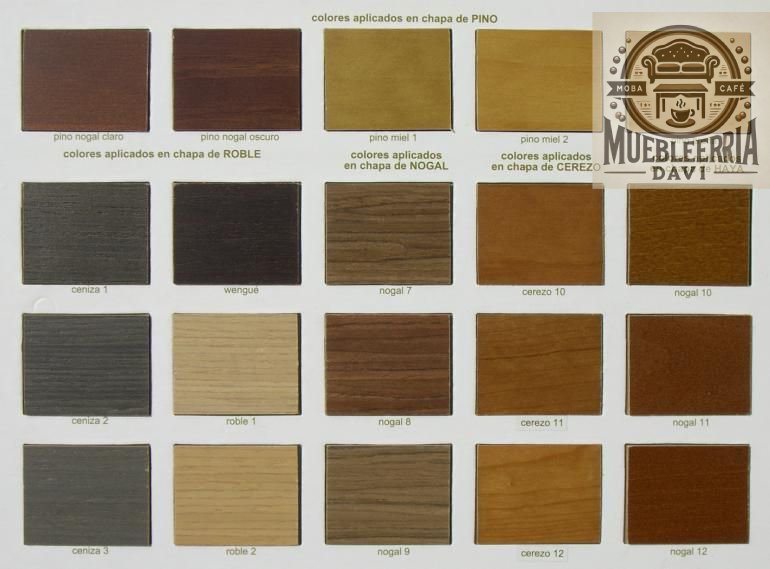 colores aplicados en chapa de PINO
pino nogal claro
pino nogal oscuro
pino miel 1
pino miel 2
MOBA CAFÉ
MUEBLEERRIA
DAVI
colores aplicados en chapa de ROBLE
colores aplicados
en chapa de NOGAL
colores aplicados
en chapa de CEREZO
en chapa de HAYA
ceniza 1
wengué
nogal 7
cerezo 10
nogal 10
ceniza 2
roble 1
nogal 8
cerezo 11
nogal 11
ceniza 3
roble 2
nogal 9
cerezo 12
nogal 12